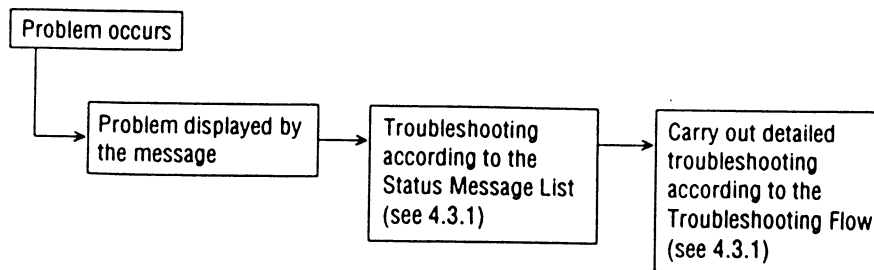 Problem occurs
Problem displayed by
the message
Troubleshooting
according to the
Status Message List
(see 4.3.1)
Carry out detailed
troubleshooting
according to the
Troubleshooting Flow
(see 4.3.1)